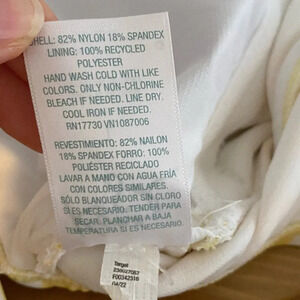 SHELL: 82% NYLON 18% SPANDEX
LINING: 100% RECYCLED
POLYESTER
HAND WASH COLD WITH LIKE
COLORS. ONLY NON-CHLORINE
BLEACH IF NEEDED. LINE DRY.
COOL IRON IF NEEDED.
RN17730 VN1087006
REVESTIMIENTO: 82% NAILON
18% SPANDEX FORRO: 100%
POLIÉSTER RECICLADO
LAVAR A MANO CON AGUA FRÍA
CON COLORES SIMILARES.
SÓLO BLANQUEADOR SIN CLORO
SI ES NECESARIO. TENDER PARA
SECAR. PLANCHAR A BAJA
TEMPERATURA SI ES NECESARIO.
Target
F00342316